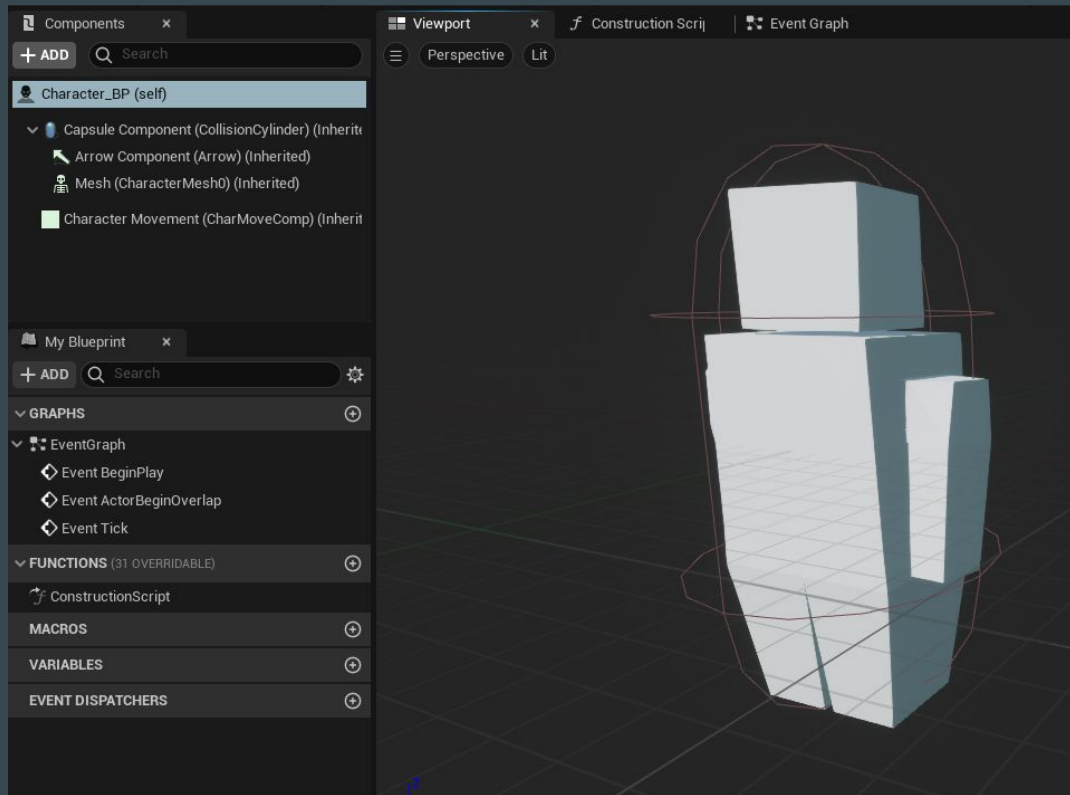 Components
Viewport
Construction Scrip
Event Graph
+ ADD
Search
Perspective
Lit
Character_BP (self)
Capsule Component (CollisionCylinder) (Inherite
Arrow Component (Arrow) (Inherited)
Mesh (CharacterMesh0) (Inherited)
Character Movement (CharMoveComp) (Inherit
My Blueprint
+ ADD
Search
GRAPHS
EventGraph
Event BeginPlay
Event ActorBeginOverlap
Event Tick
FUNCTIONS (31 OVERRIDABLE)
ConstructionScript
MACROS
VARIABLES
EVENT DISPATCHERS